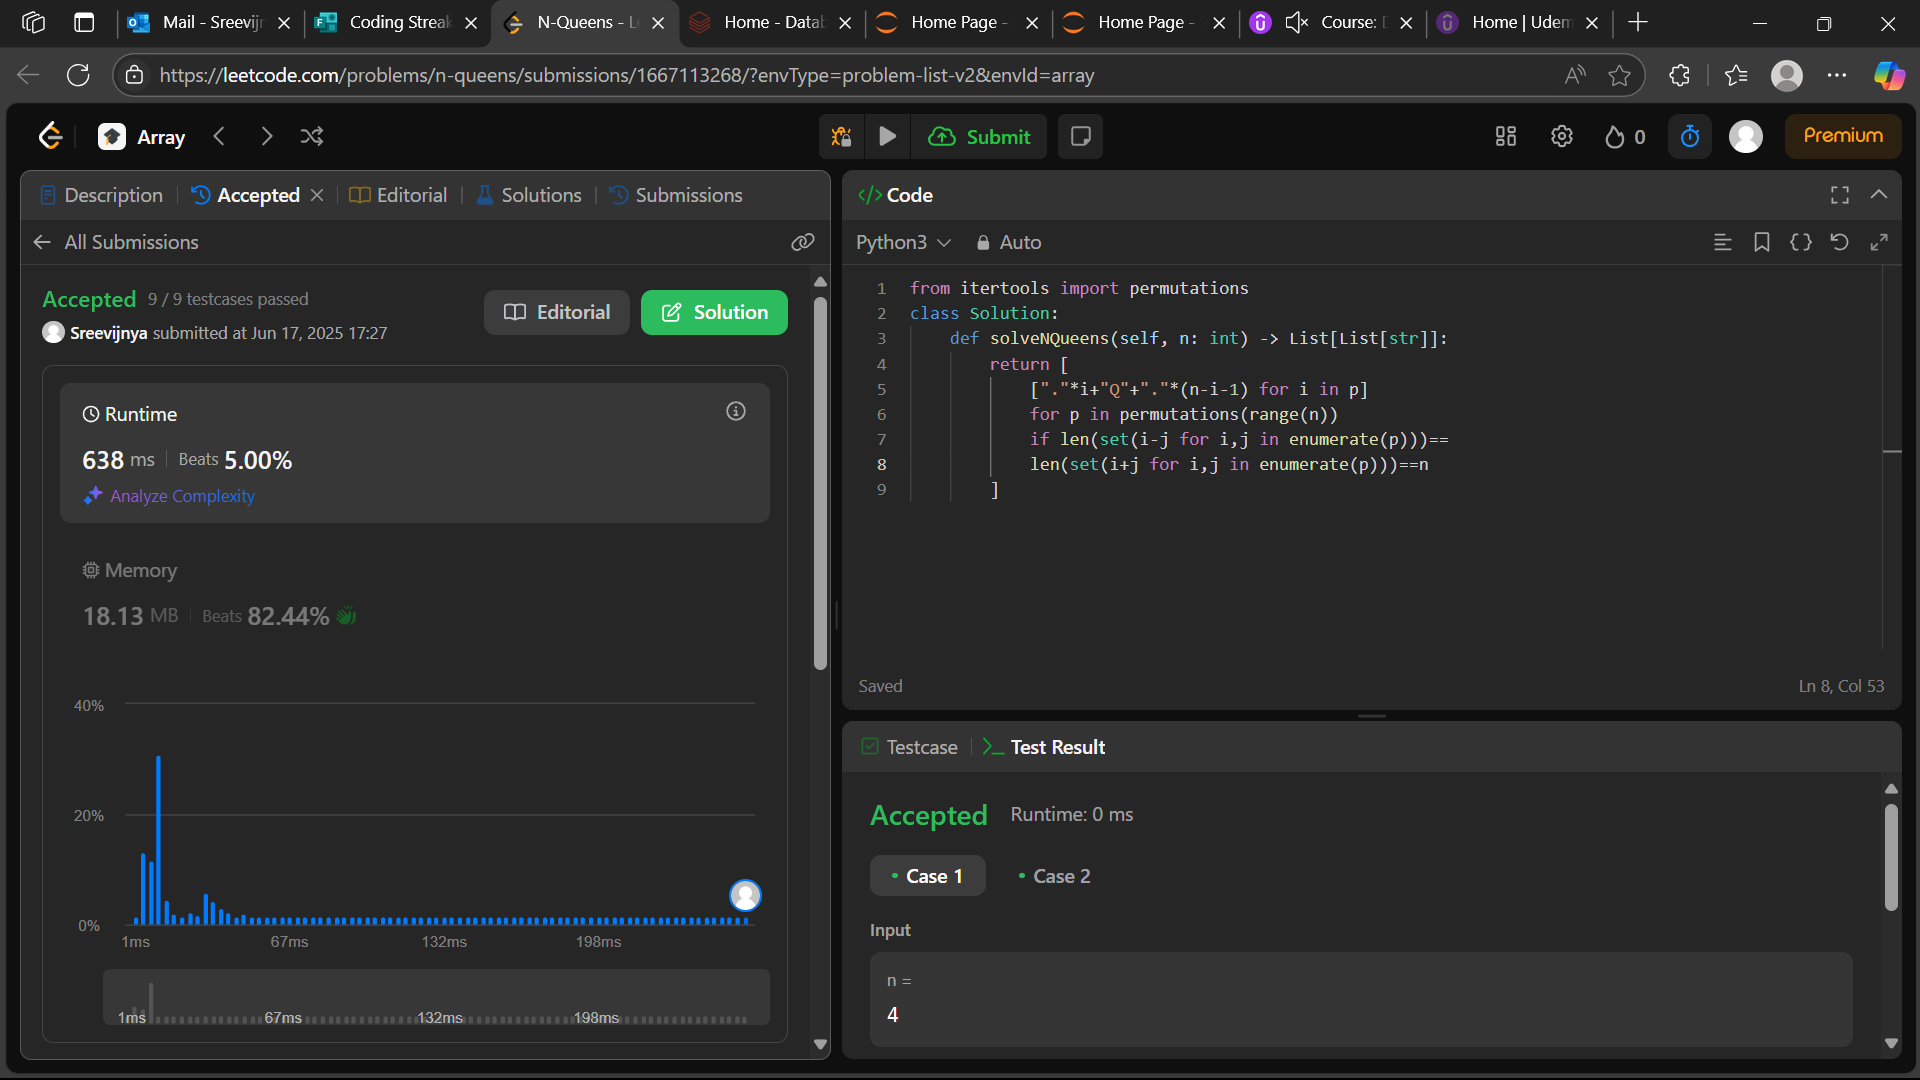 Mail - Sreevijn
Coding Streak
N-Queens - Le
Home - Datab
Home Page -
Home Page -
Course: D
Home | Udem
https://leetcode.com/problems/n-queens/submissions/1667113268/?envType=problem-list-v2&envId=array
Array
Submit
0
Premium
Description
Accepted
Editorial
Solutions
Submissions
All Submissions
Accepted 9 / 9 testcases passed
Sreevijnya submitted at Jun 17, 2025 17:27
Editorial
Solution
Runtime
638 ms Beats 5.00%
Analyze Complexity
Memory
18.13 MB Beats 82.44%
40%
20%
0%
1ms 67ms 132ms 198ms
1ms 67ms 132ms 198ms
</> Code
Python3 Auto
1 from itertools import permutations
2 class Solution:
3 def solveNQueens(self, n: int) -> List[List[str]]:
4 return [
5 ["."*i+"Q"+"."*(n-i-1) for i in p]
6 for p in permutations(range(n))
7 if len(set(i-j for i,j in enumerate(p)))==
8 len(set(i+j for i,j in enumerate(p)))==n
9 ]
Saved
Ln 8, Col 53
Testcase
Test Result
Accepted Runtime: 0 ms
Case 1
Case 2
Input
n =
4